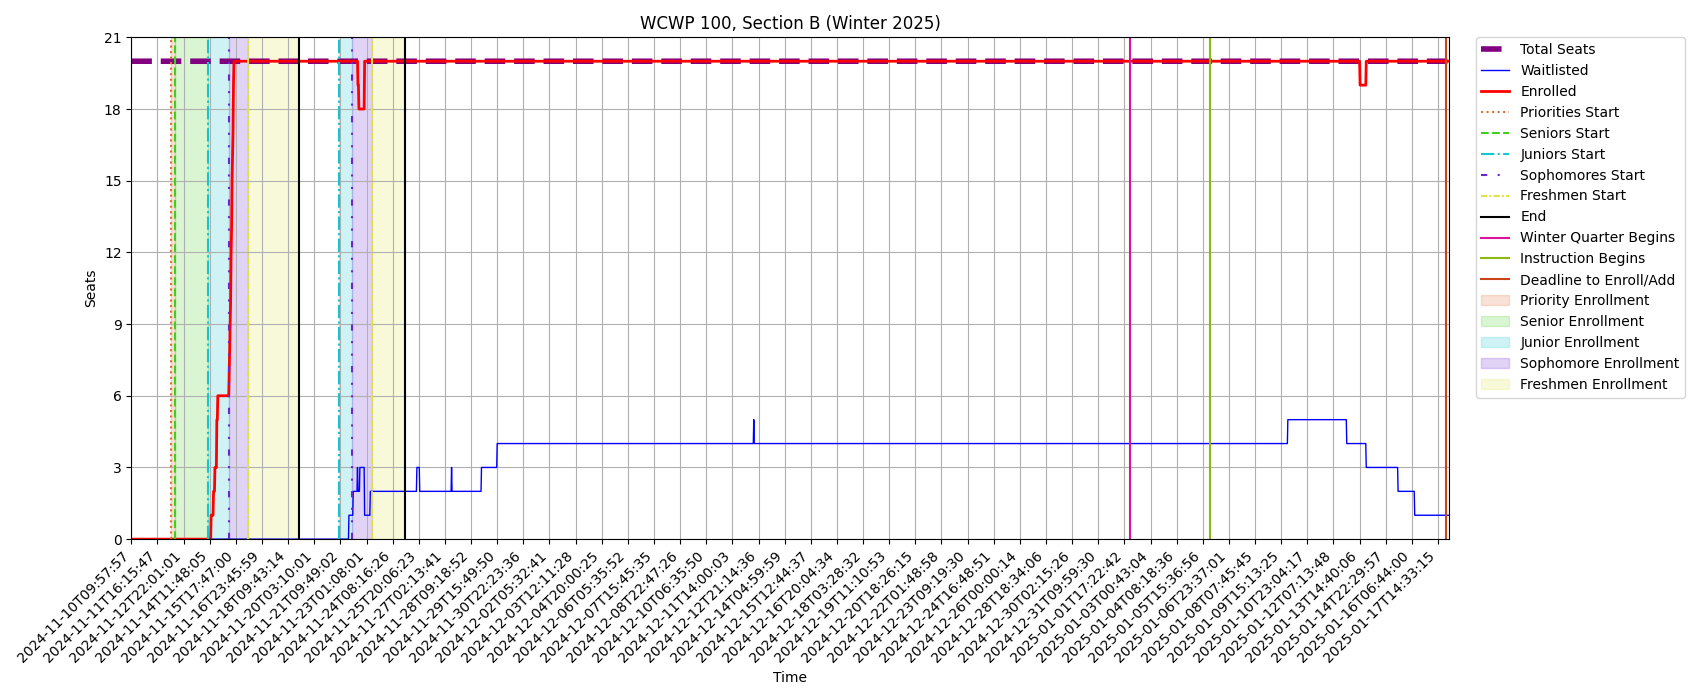 WCWP 100, Section B (Winter 2025)
21
18
15
12
9
6
3
0
Seats
2024-11-10T09:57:57
2024-11-11T16:15:47
2024-11-12T22:01:01
2024-11-14T11:48:05
2024-11-15T17:47:00
2024-11-16T23:45:59
2024-11-18T09:43:14
2024-11-20T03:10:01
2024-11-21T09:49:02
2024-11-23T01:08:01
2024-11-24T08:16:26
2024-11-25T20:06:23
2024-11-27T02:13:41
2024-11-28T09:18:52
2024-11-29T15:49:50
2024-11-30T22:23:36
2024-12-02T05:32:41
2024-12-03T12:11:28
2024-12-04T20:00:25
2024-12-06T05:35:52
2024-12-07T15:45:35
2024-12-08T22:47:26
2024-12-10T06:35:50
2024-12-11T14:00:03
2024-12-12T21:14:36
2024-12-14T04:59:59
2024-12-15T12:44:37
2024-12-16T20:04:34
2024-12-18T03:28:32
2024-12-19T11:10:53
2024-12-20T18:26:15
2024-12-22T01:48:58
2024-12-23T09:19:30
2024-12-24T16:48:51
2024-12-26T00:00:14
2024-12-28T18:34:06
2024-12-30T02:15:26
2024-12-31T09:59:30
2025-01-01T17:22:42
2025-01-03T00:43:04
2025-01-04T08:18:36
2025-01-05T15:36:56
2025-01-06T23:37:01
2025-01-08T07:45:45
2025-01-09T15:13:25
2025-01-10T23:04:17
2025-01-12T07:13:48
2025-01-13T14:40:06
2025-01-14T22:29:57
2025-01-16T06:44:00
2025-01-17T14:33:15
Time
Total Seats
Waitlisted
Enrolled
Priorities Start
Seniors Start
Juniors Start
Sophomores Start
Freshmen Start
End
Winter Quarter Begins
Instruction Begins
Deadline to Enroll/Add
Priority Enrollment
Senior Enrollment
Junior Enrollment
Sophomore Enrollment
Freshmen Enrollment